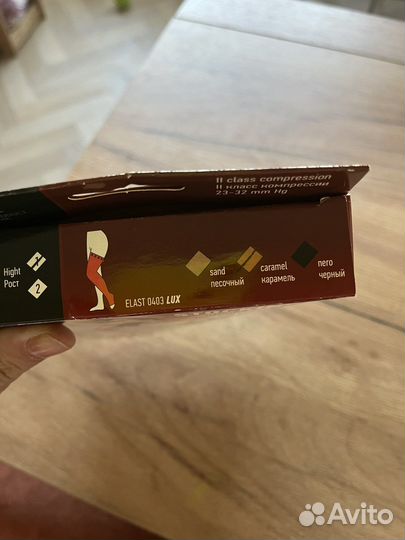 II class compression
II класс компрессии
23-32 mm Hg
Hight
Рост
2
sand
песочный
caramel
карамель
nero
черный
ELAST 0403 LUX
Avito